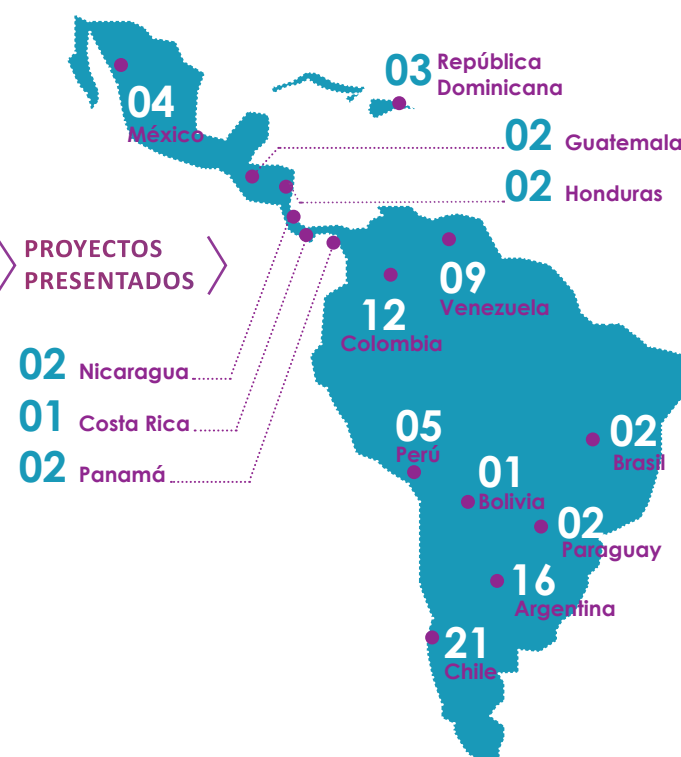 03 República
Dominicana
04
México
02 Guatemala
02 Honduras
PROYECTOS
PRESENTADOS
09
Venezuela
12
Colombia
02 Nicaragua
01 Costa Rica
02 Panamá
05
Perú
02
Brasil
01
Bolivia
02
Paraguay
16
Argentina
21
Chile